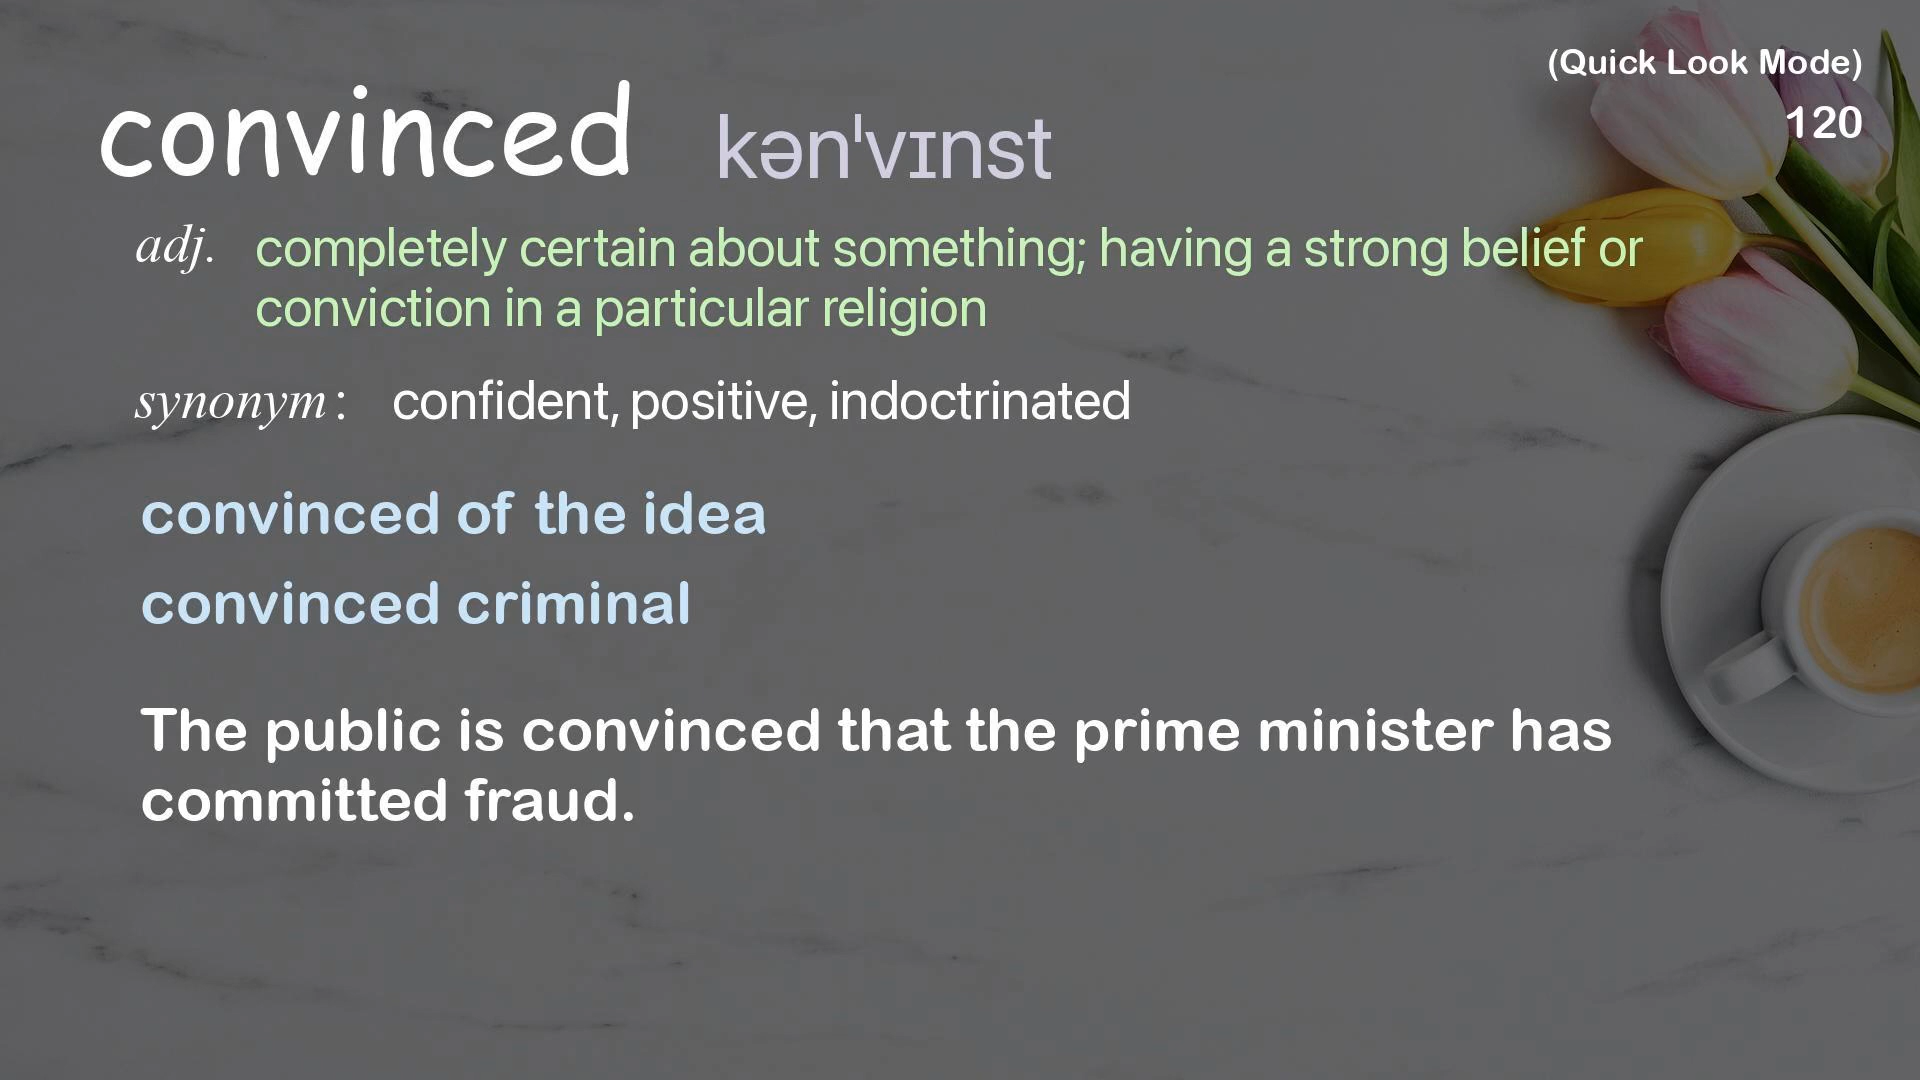 (Quick Look Mode)
120
convinced kənˈvɪnst
adj. completely certain about something; having a strong belief or
conviction in a particular religion
synonym : confident, positive, indoctrinated
convinced of the idea
convinced criminal
The public is convinced that the prime minister has
committed fraud.